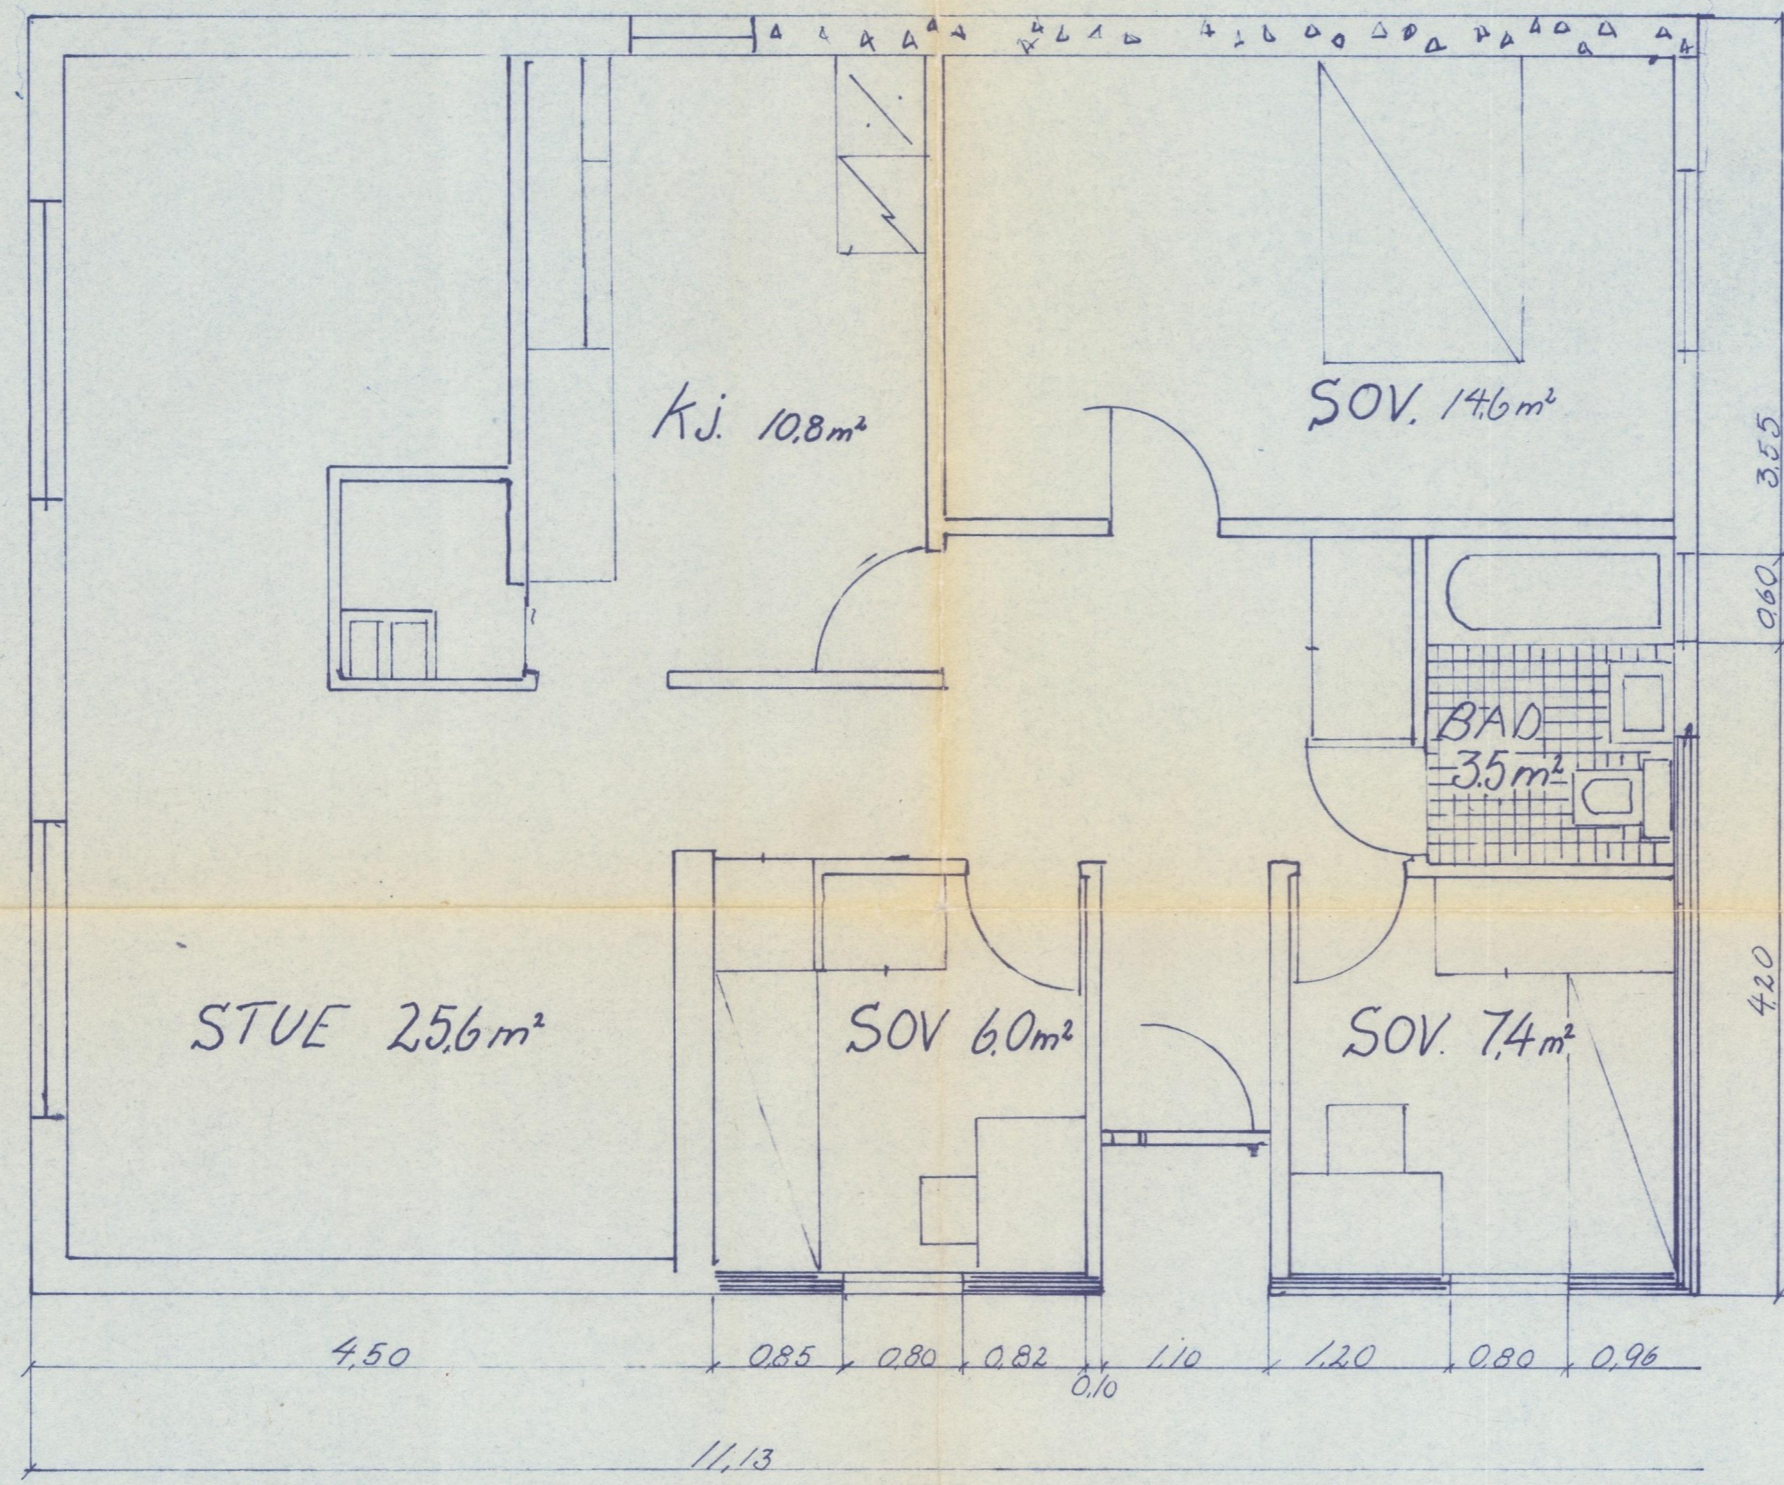 Kj. 10,8m²
SOV. 14,6m²
BAD
3,5m²
STUE 25,6m²
SOV 6,0m²
SOV. 7,4m²
3,55
0,60
4,20
4,50 0,85 0,80 0,82 0,10 1,10 1,20 0,80 0,96
11,13